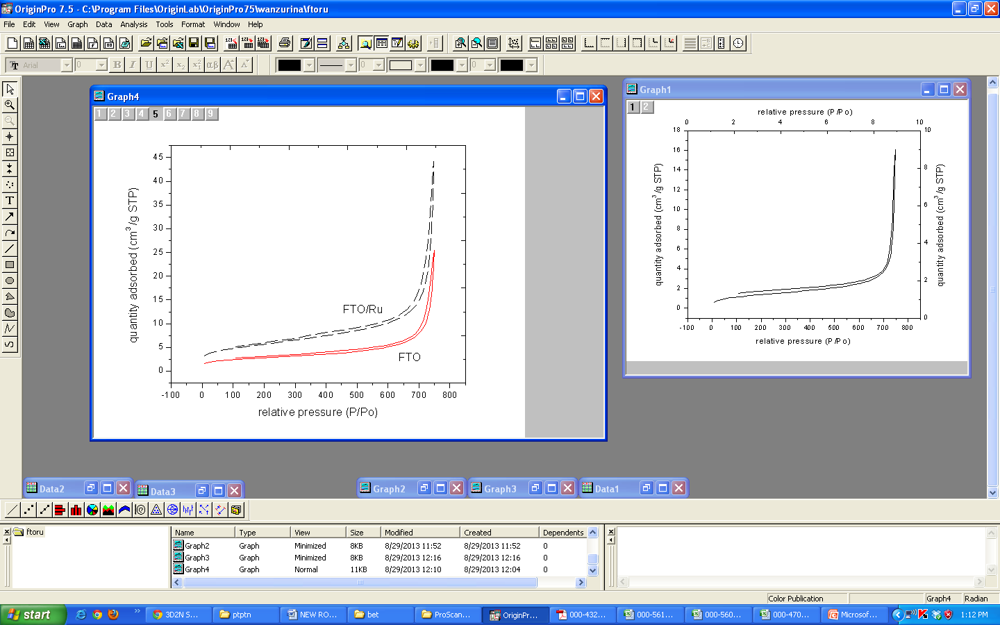 OriginPro 7.5 - C:\Program Files\OriginLab\OriginPro75\wanzurina\ftoru
File Edit View Graph Data Analysis Tools Format Window Help
Arial 0 B I U x² x₂ αβ A A 0 0
Graph4
1 2 3 4 5 6 7 8 9
45
40
35
30
25
20
15
10
5
0
quantity adsorbed (cm³/g STP)
FTO/Ru
FTO
-100 0 100 200 300 400 500 600 700 800
relative pressure (P/Po)
Graph1
1 2
relative pressure (P/Po)
0 2 4 6 8 10
18
16
14
12
10
8
6
4
2
0
quantity adsorbed (cm³/g STP)
10
8
6
4
2
0
quantity adsorbed (cm³/g STP)
-100 0 100 200 300 400 500 600 700 800
relative pressure (P/Po)
Data2 Data3 Graph2 Graph3 Data1
ftoru
Name Type View Size Modified Created Dependents
Graph2 Graph Minimized 8KB 8/29/2013 11:52 8/29/2013 11:52 0
Graph3 Graph Minimized 8KB 8/29/2013 12:16 8/29/2013 12:16 0
Graph4 Graph Normal 11KB 8/29/2013 12:10 8/29/2013 12:04 0
Color Publication Graph4 Radian
start 3D2N S... ptptn NEW RO... bet ProScan... OriginPr... 000-432... 000-561... 000-560... 000-470... Microsof... 1:12 PM